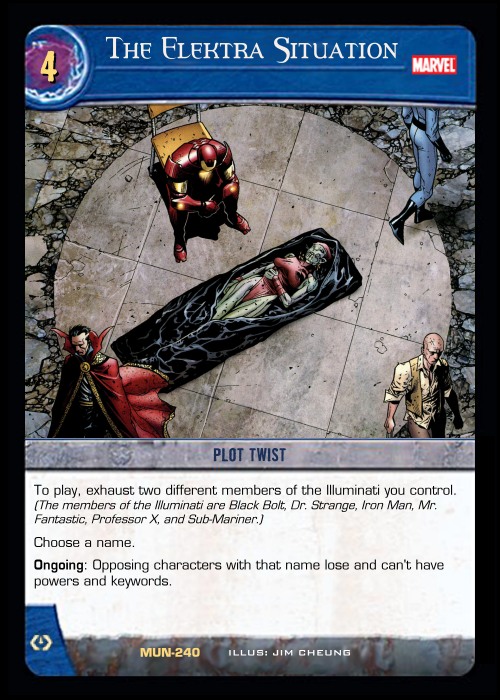 4
The Elektra Situation
MARVEL
PLOT TWIST
To play, exhaust two different members of the Illuminati you control.
(The members of the Illuminati are Black Bolt, Dr. Strange, Iron Man, Mr.
Fantastic, Professor X, and Sub-Mariner.)
Choose a name.
Ongoing: Opposing characters with that name lose and can't have
powers and keywords.
MUN-240 ILLUS: JIM CHEUNG